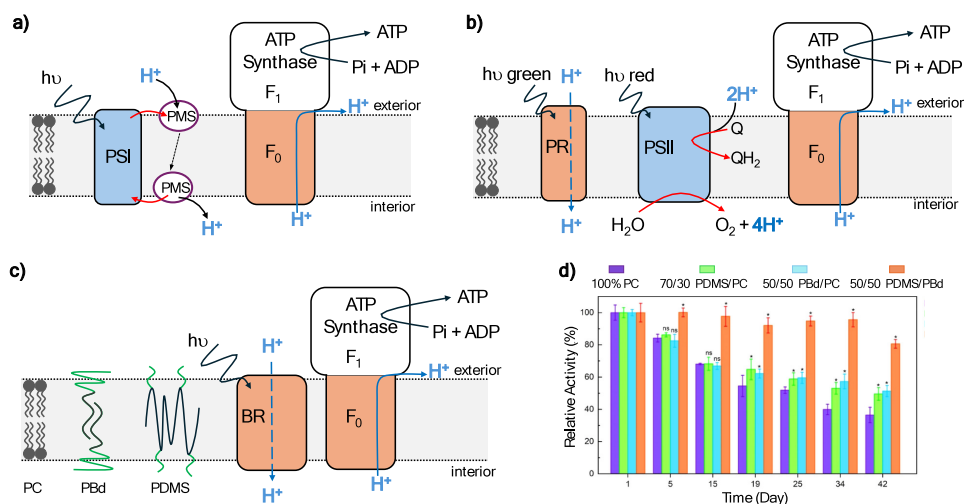 a)
hυ
H⁺
PMS
PSI
PMS
H⁺
ATP
Synthase
F₁
F₀
ATP
Pi + ADP
H⁺
exterior
interior
H⁺
b)
hυ green
H⁺
PR
H⁺
hυ red
PSII
2H⁺
Q
QH₂
H₂O
O₂ + 4H⁺
ATP
Synthase
F₁
F₀
ATP
Pi + ADP
H⁺
exterior
interior
H⁺
c)
hυ
H⁺
BR
H⁺
ATP
Synthase
F₁
F₀
ATP
Pi + ADP
H⁺
exterior
interior
H⁺
PC
PBd
PDMS
d)
100% PC
70/30 PDMS/PC
50/50 PBd/PC
50/50 PDMS/PBd
Relative Activity (%)
100
80
60
40
20
0
ns
ns
*
ns
ns
*
*
*
*
*
*
*
*
*
*
*
*
*
1 5 15 19 25 34 42
Time (Day)